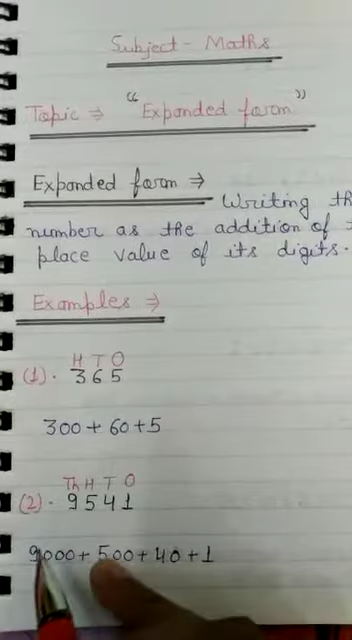 Subject - Maths
Topic ⇒ "Expanded form"
Expanded form ⇒ Writing
number as the addition of
place value of its digits.
Examples ⇒
H T O
(1). 365
300 + 60 + 5
Th H T O
(2). 9541
9000 + 500 + 40 + 1